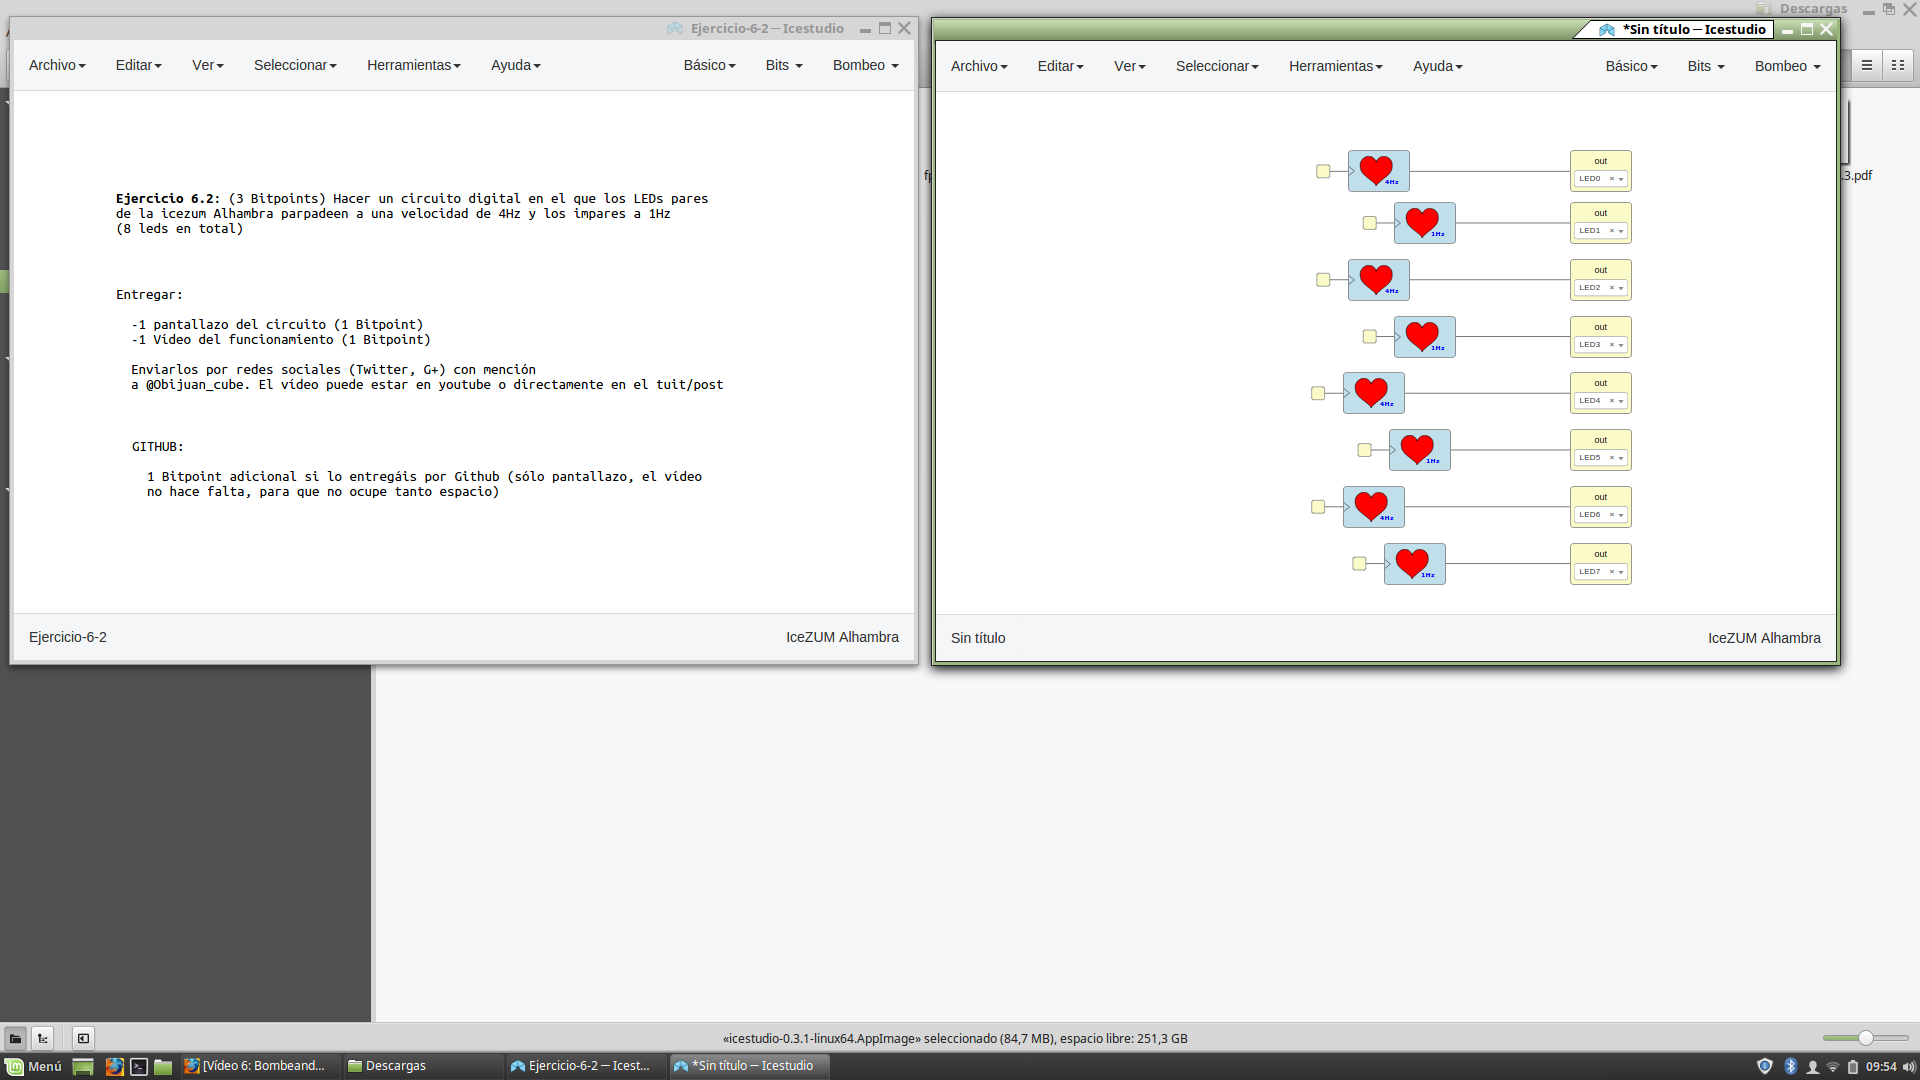 Descargas
Ejercicio-6-2 — Icestudio
Archivo Editar Ver Seleccionar Herramientas Ayuda Básico Bits Bombeo
Ejercicio 6.2: (3 Bitpoints) Hacer un circuito digital en el que los LEDs pares
de la icezum Alhambra parpadeen a una velocidad de 4Hz y los impares a 1Hz
(8 leds en total)
Entregar:
-1 pantallazo del circuito (1 Bitpoint)
-1 Vídeo del funcionamiento (1 Bitpoint)
Enviarlos por redes sociales (Twitter, G+) con mención
a @Obijuan_cube. El vídeo puede estar en youtube o directamente en el tuit/post
GITHUB:
1 Bitpoint adicional si lo entregáis por Github (sólo pantallazo, el vídeo
no hace falta, para que no ocupe tanto espacio)
Ejercicio-6-2 IceZUM Alhambra
*Sin título — Icestudio
Archivo Editar Ver Seleccionar Herramientas Ayuda Básico Bits Bombeo
4Hz out
LED0
1Hz out
LED1
4Hz out
LED2
1Hz out
LED3
4Hz out
LED4
1Hz out
LED5
4Hz out
LED6
1Hz out
LED7
Sin título IceZUM Alhambra
.3.pdf
«icestudio-0.3.1-linux64.AppImage» seleccionado (84,7 MB), espacio libre: 251,3 GB
Menú [Vídeo 6: Bombeand... Descargas Ejercicio-6-2 — Icest... *Sin título — Icestudio 09:54